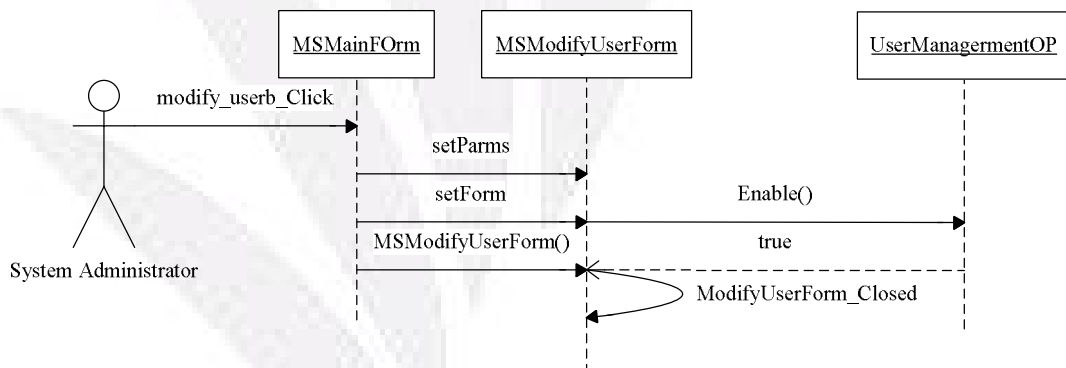 MSMainFOrm
MSModifyUserForm
UserManagermentOP
modify_userb_Click
setParms
setForm
Enable()
MSModifyUserForm()
true
System Administrator
ModifyUserForm_Closed